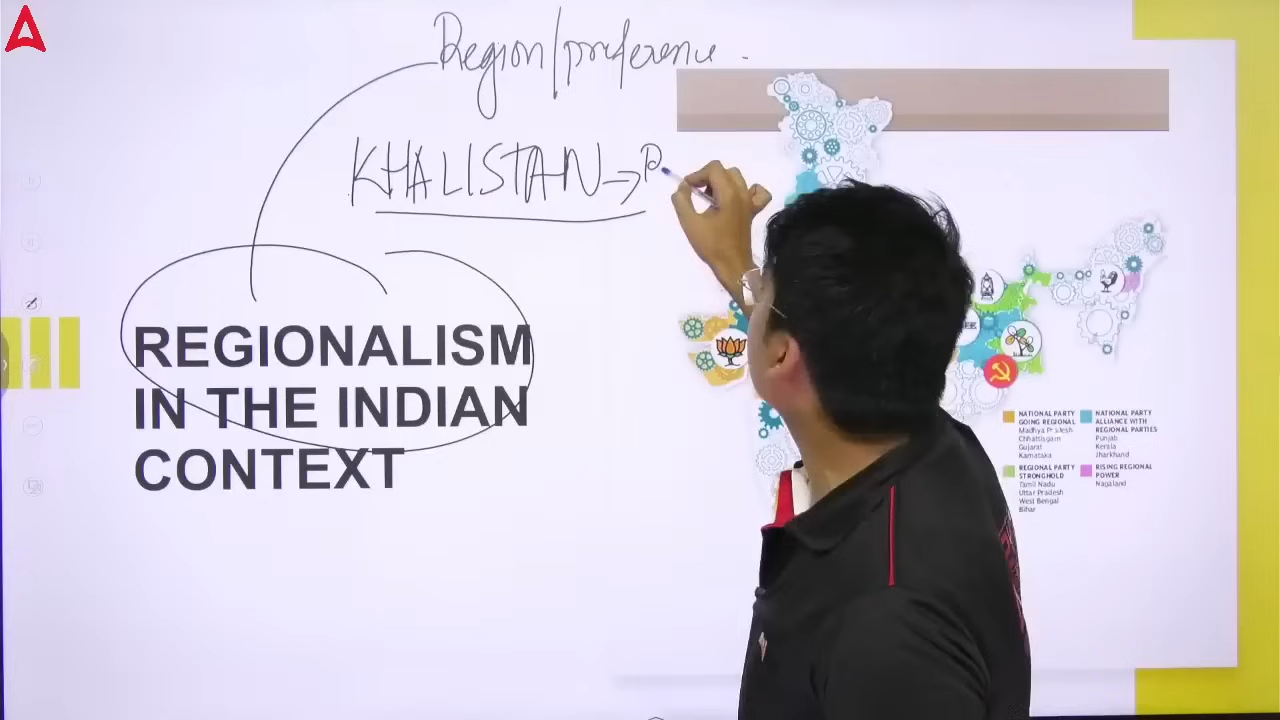 Region/preference.
KHALISTAN → P
REGIONALISM
IN THE INDIAN
CONTEXT
NATIONAL PARTY
GOING REGIONAL
Madhya Pradesh
Chhattisgarh
Gujarat
Karnataka
NATIONAL PARTY
ALLIANCE WITH
REGIONAL PARTIES
Punjab
Kerala
Jharkhand
REGIONAL PARTY
STRONGHOLD
Tamil Nadu
Uttar Pradesh
West Bengal
Bihar
RISING REGIONAL
POWER
Nagaland